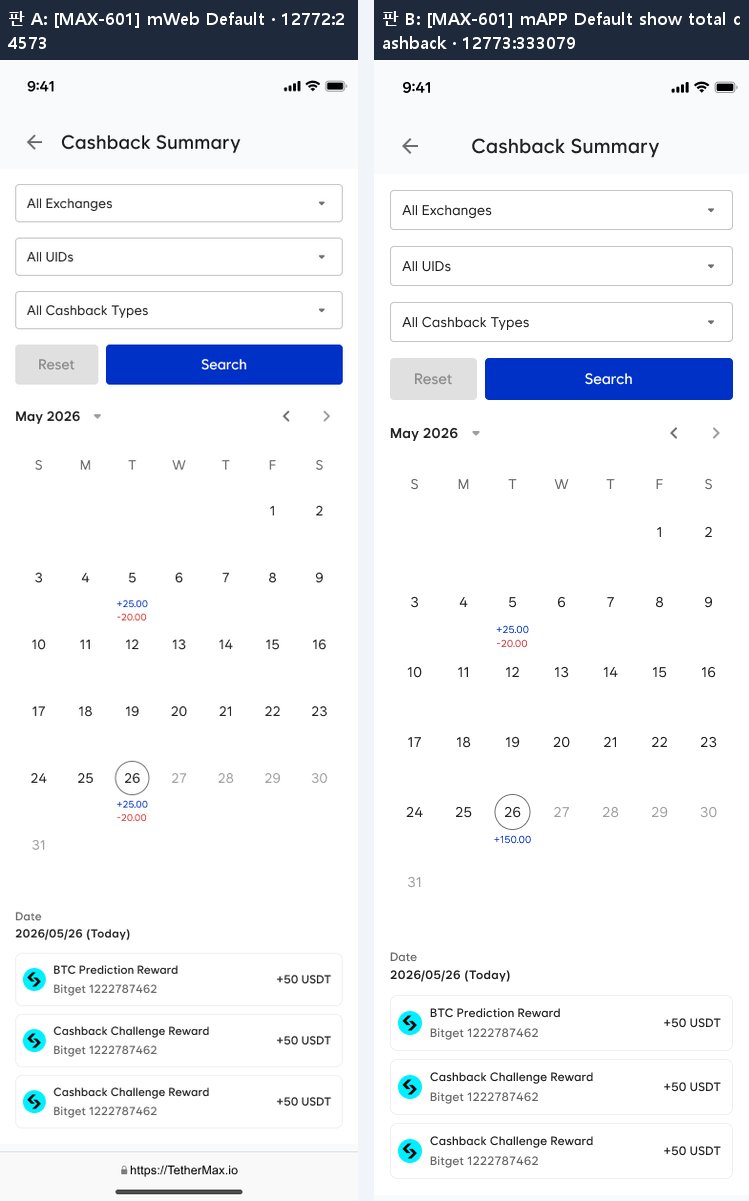 판 A: [MAX-601] mWeb Default · 12772:2
4573
9:41
Cashback Summary
All Exchanges
All UIDs
All Cashback Types
Reset Search
May 2026
S M T W T F S
1 2
3 4 5 6 7 8 9
+25.00
-20.00
10 11 12 13 14 15 16
17 18 19 20 21 22 23
24 25 26 27 28 29 30
+25.00
-20.00
31
Date
2026/05/26 (Today)
BTC Prediction Reward
Bitget 1222787462
+50 USDT
Cashback Challenge Reward
Bitget 1222787462
+50 USDT
Cashback Challenge Reward
Bitget 1222787462
+50 USDT
https://TetherMax.io
판 B: [MAX-601] mAPP Default show total c
ashback · 12773:333079
9:41
Cashback Summary
All Exchanges
All UIDs
All Cashback Types
Reset Search
May 2026
S M T W T F S
1 2
3 4 5 6 7 8 9
+25.00
-20.00
10 11 12 13 14 15 16
17 18 19 20 21 22 23
24 25 26 27 28 29 30
+150.00
31
Date
2026/05/26 (Today)
BTC Prediction Reward
Bitget 1222787462
+50 USDT
Cashback Challenge Reward
Bitget 1222787462
+50 USDT
Cashback Challenge Reward
Bitget 1222787462
+50 USDT